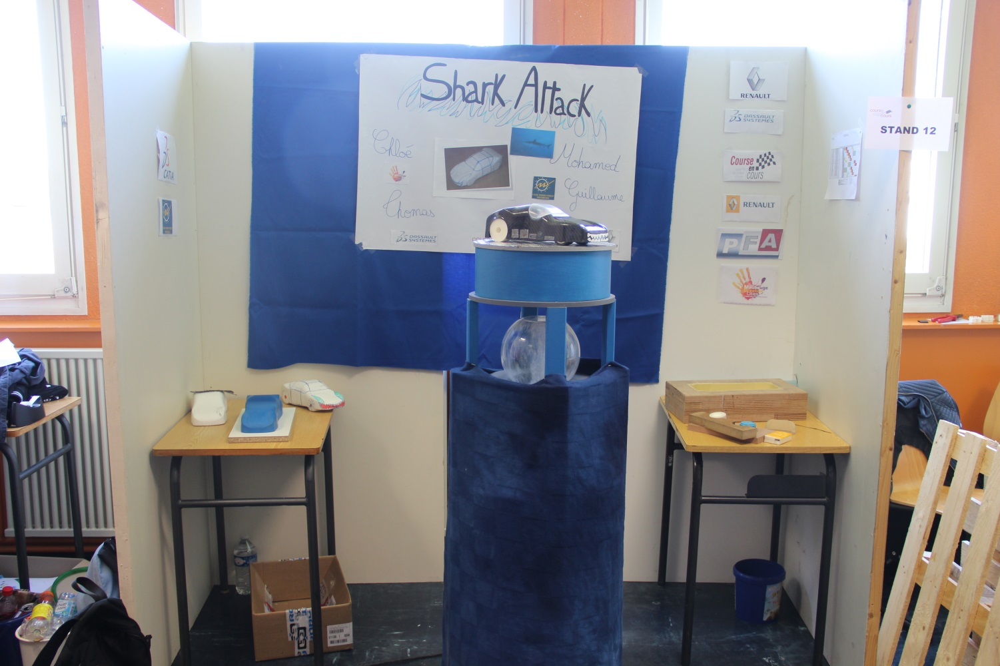 Shark Attack
Chloé
Mohamed
Guillaume
Thomas
DASSAULT SYSTEMES
CATIA
RENAULT
DASSAULT SYSTEMES
Course en cours
RENAULT
PFA
Maubeuge
STAND 12